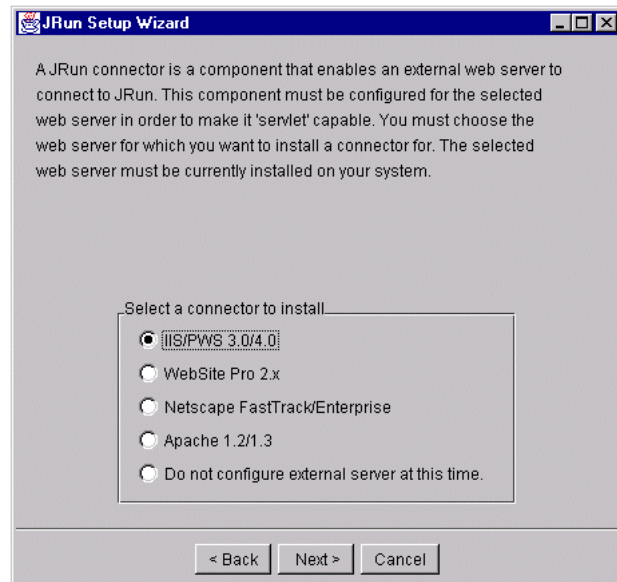 JRun Setup Wizard
A JRun connector is a component that enables an external web server to
connect to JRun. This component must be configured for the selected
web server in order to make it 'servlet' capable. You must choose the
web server for which you want to install a connector for. The selected
web server must be currently installed on your system.
Select a connector to install
IIS/PWS 3.0/4.0
WebSite Pro 2.x
Netscape FastTrack/Enterprise
Apache 1.2/1.3
Do not configure external server at this time.
< Back Next > Cancel